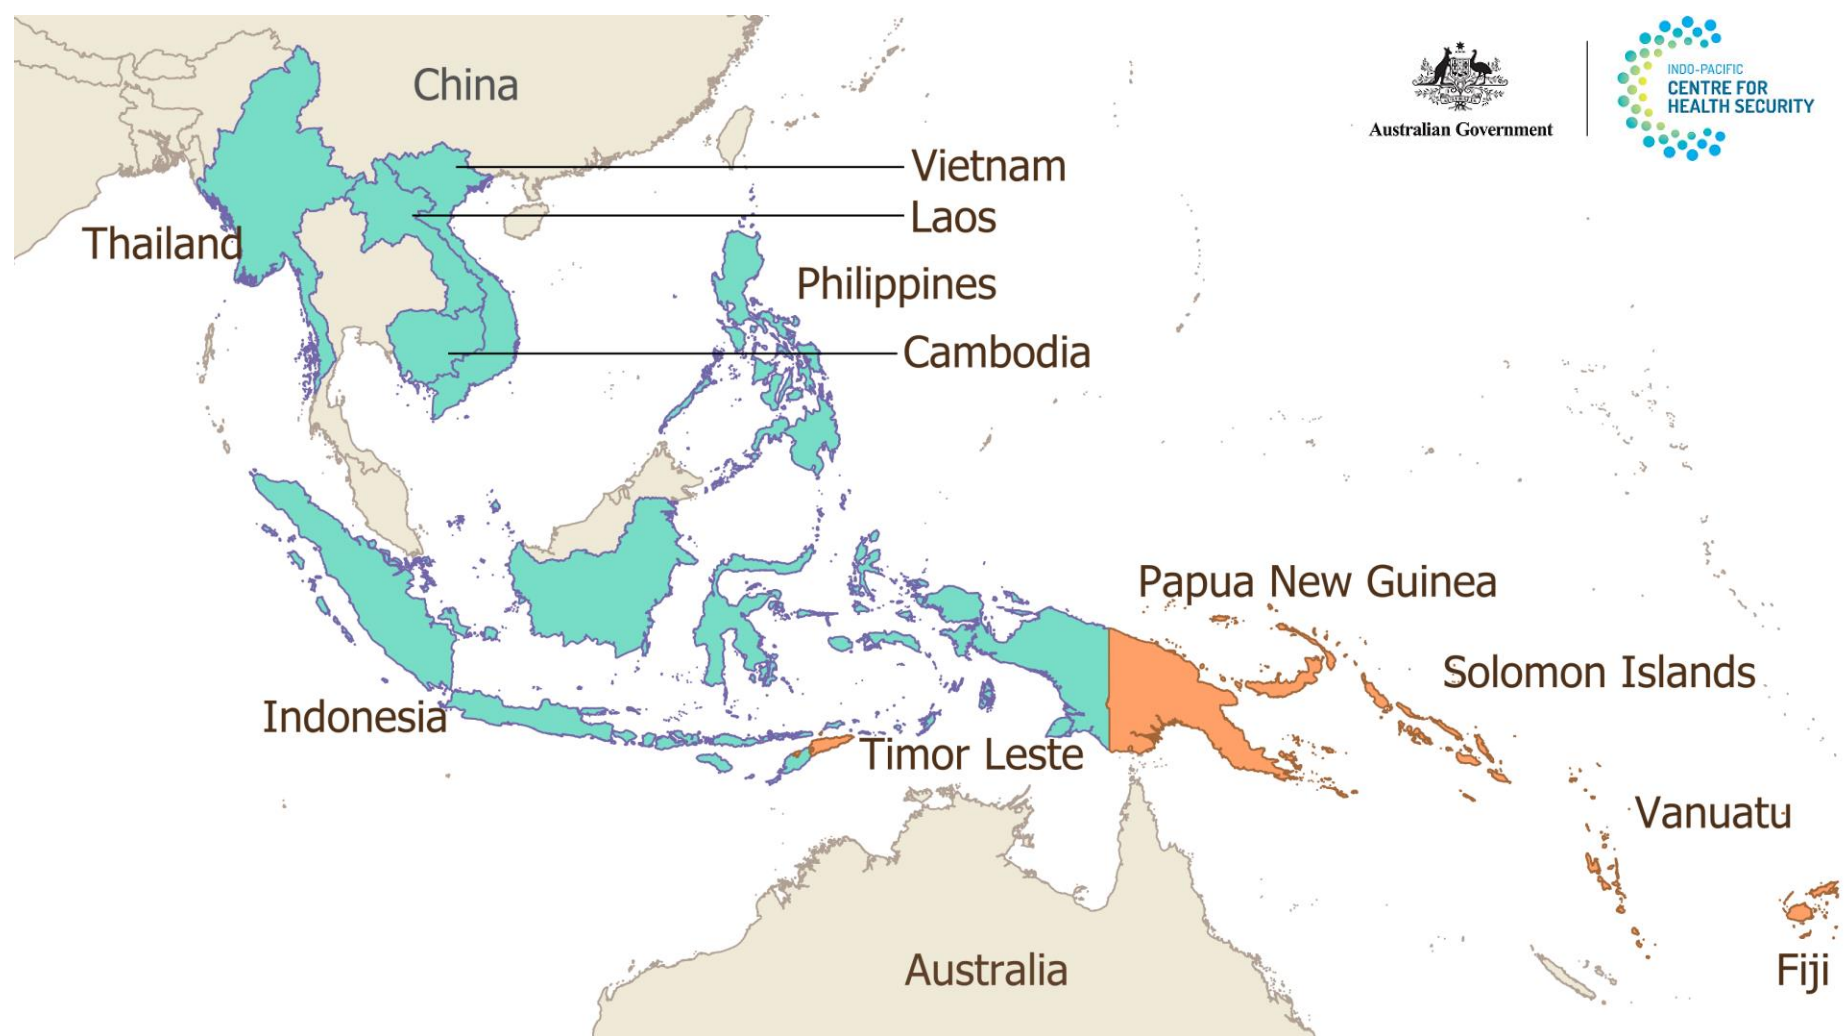 China
Australian Government
INDO-PACIFIC
CENTRE FOR
HEALTH SECURITY
Vietnam
Laos
Thailand
Philippines
Cambodia
Papua New Guinea
Solomon Islands
Indonesia
Timor Leste
Vanuatu
Australia
Fiji